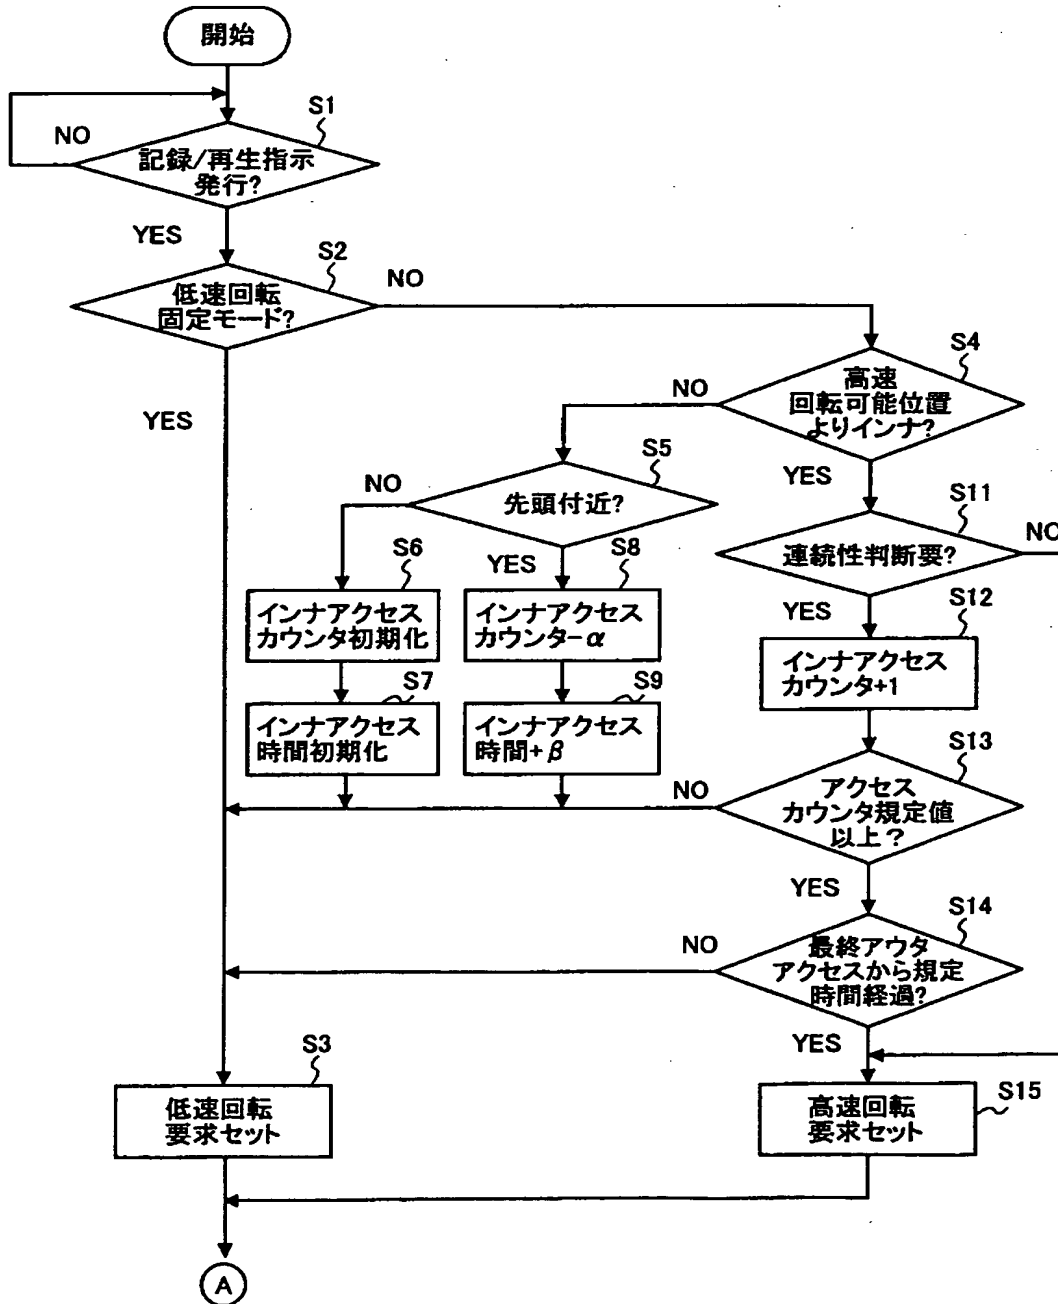 開始
S1
NO
記録/再生指示
発行?
YES
S2
NO
低速回転
固定モード?
YES
S4
NO
高速
回転可能位置
よりインナ?
YES
S5
NO
先頭付近?
YES
S11
NO
連続性判断要?
YES
S6
インナアクセス
カウンタ初期化
S8
インナアクセス
カウンター-α
S12
インナアクセス
カウンタ+1
S7
インナアクセス
時間初期化
S9
インナアクセス
時間+β
S13
NO
アクセス
カウンタ規定値
以上?
YES
S14
NO
最終アウタ
アクセスから規定
時間経過?
YES
S3
低速回転
要求セット
S15
高速回転
要求セット
A